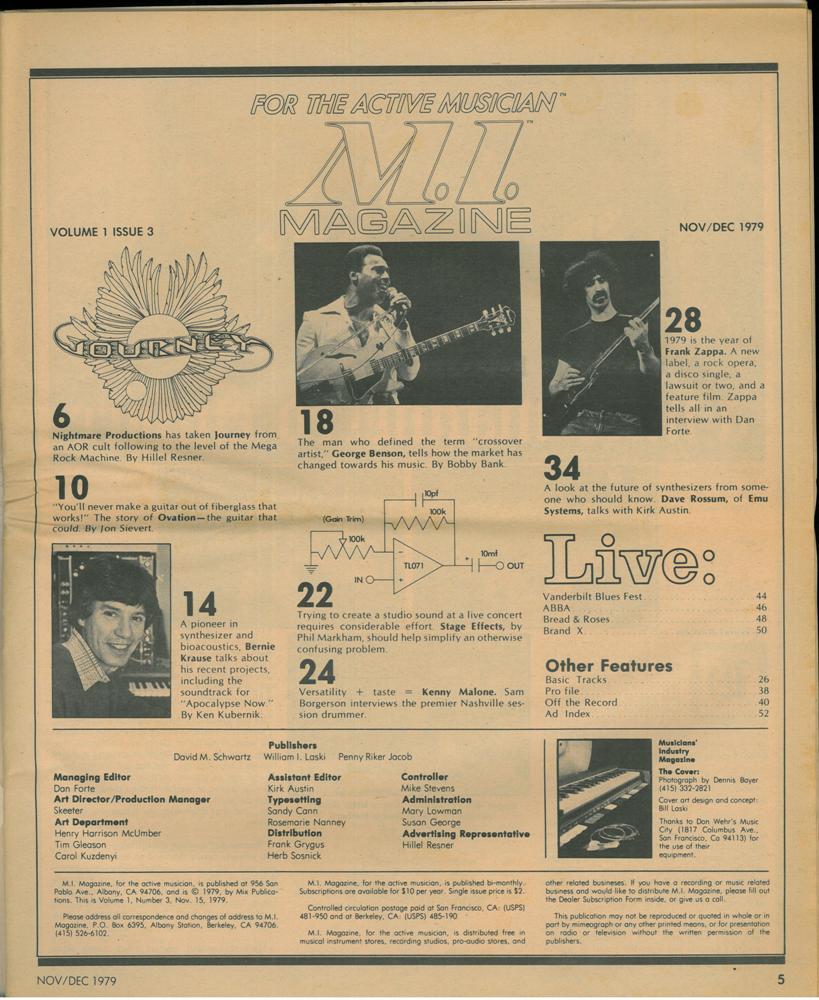 FOR THE ACTIVE MUSICIAN™
M.I.™
MAGAZINE
VOLUME 1 ISSUE 3
NOV/DEC 1979
JOURNEY
6
Nightmare Productions has taken Journey from
an AOR cult following to the level of the Mega
Rock Machine. By Hillel Resner.
10
"You'll never make a guitar out of fiberglass that
works!" The story of Ovation—the guitar that
could. By Jon Sievert.
14
A pioneer in
synthesizer and
bioacoustics, Bernie
Krause talks about
his recent projects,
including the
soundtrack for
"Apocalypse Now."
By Ken Kubernik.
18
The man who defined the term "crossover
artist," George Benson, tells how the market has
changed towards his music. By Bobby Bank.
(Gain Trim)
100k
10pf
100k
TL071
IN
10mf
OUT
22
Trying to create a studio sound at a live concert
requires considerable effort. Stage Effects, by
Phil Markham, should help simplify an otherwise
confusing problem.
24
Versatility + taste = Kenny Malone. Sam
Borgerson interviews the premier Nashville ses-
sion drummer.
28
1979 is the year of
Frank Zappa. A new
label, a rock opera,
a disco single, a
lawsuit or two, and a
feature film. Zappa
tells all in an
interview with Dan
Forte.
34
A look at the future of synthesizers from some-
one who should know. Dave Rossum, of Emu
Systems, talks with Kirk Austin.
Live:
Vanderbilt Blues Fest 44
ABBA 46
Bread & Roses 48
Brand X 50
Other Features
Basic Tracks 26
Pro file 38
Off the Record 40
Ad Index 52
Publishers
David M. Schwartz William I. Laski Penny Riker Jacob
Managing Editor
Dan Forte
Art Director/Production Manager
Skeeter
Art Department
Henry Harrison McUmber
Tim Gleason
Carol Kuzdenyi
Assistant Editor
Kirk Austin
Typesetting
Sandy Cann
Rosemarie Nanney
Distribution
Frank Grygus
Herb Sosnick
Controller
Mike Stevens
Administration
Mary Lowman
Susan George
Advertising Representative
Hillel Resner
Musicians'
Industry
Magazine
The Cover:
Photograph by Dennis Bayer
(415) 332-2821
Cover art design and concept:
Bill Laski
Thanks to Don Wehr's Music
City (1817 Columbus Ave.,
San Francisco, Ca 94113) for
the use of their
equipment.
M.I. Magazine, for the active musician, is published at 956 San
Pablo Ave., Albany, CA 94706, and is © 1979, by Mix Publica-
tions. This is Volume 1, Number 3, Nov. 15, 1979.
Please address all correspondence and changes of address to M.I.
Magazine, P.O. Box 6395, Albany Station, Berkeley, CA 94706.
(415) 526-6102.
M.I. Magazine, for the active musician, is published bi-monthly.
Subscriptions are available for $10 per year. Single issue price is $2.
Controlled circulation postage paid at San Francisco, CA: (USPS)
481-950 and at Berkeley, CA: (USPS) 485-190
M.I. Magazine, for the active musician, is distributed free in
musical instrument stores, recording studios, pro-audio stores, and
other related busineses. If you have a recording or music related
business and would like to distribute M.I. Magazine, please fill out
the Dealer Subscription Form inside, or give us a call.
This publication may not be reproduced or quoted in whole or in
part by mimeograph or any other printed means, or for presentation
on radio or television without the written permission of the
publishers.
NOV/DEC 1979
5